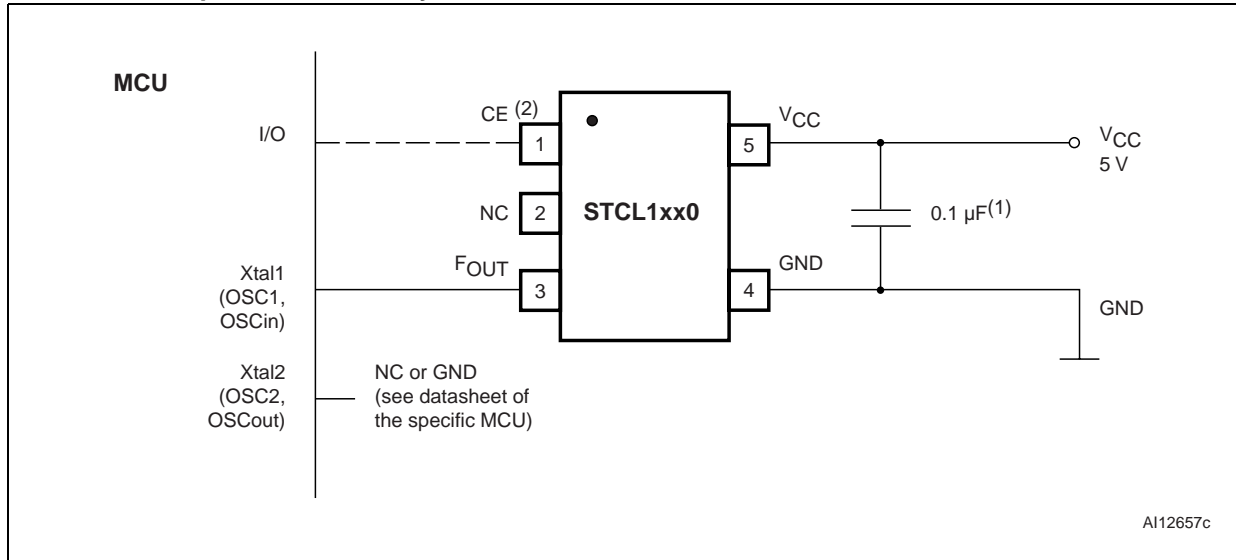 MCU
I/O
CE (2)
1
NC
2
FOUT
3
STCL1xx0
VCC
5
GND
4
VCC
5 V
0.1 µF(1)
GND
Xtal1
(OSC1,
OSCin)
Xtal2
(OSC2,
OSCout)
NC or GND
(see datasheet of
the specific MCU)
AI12657c